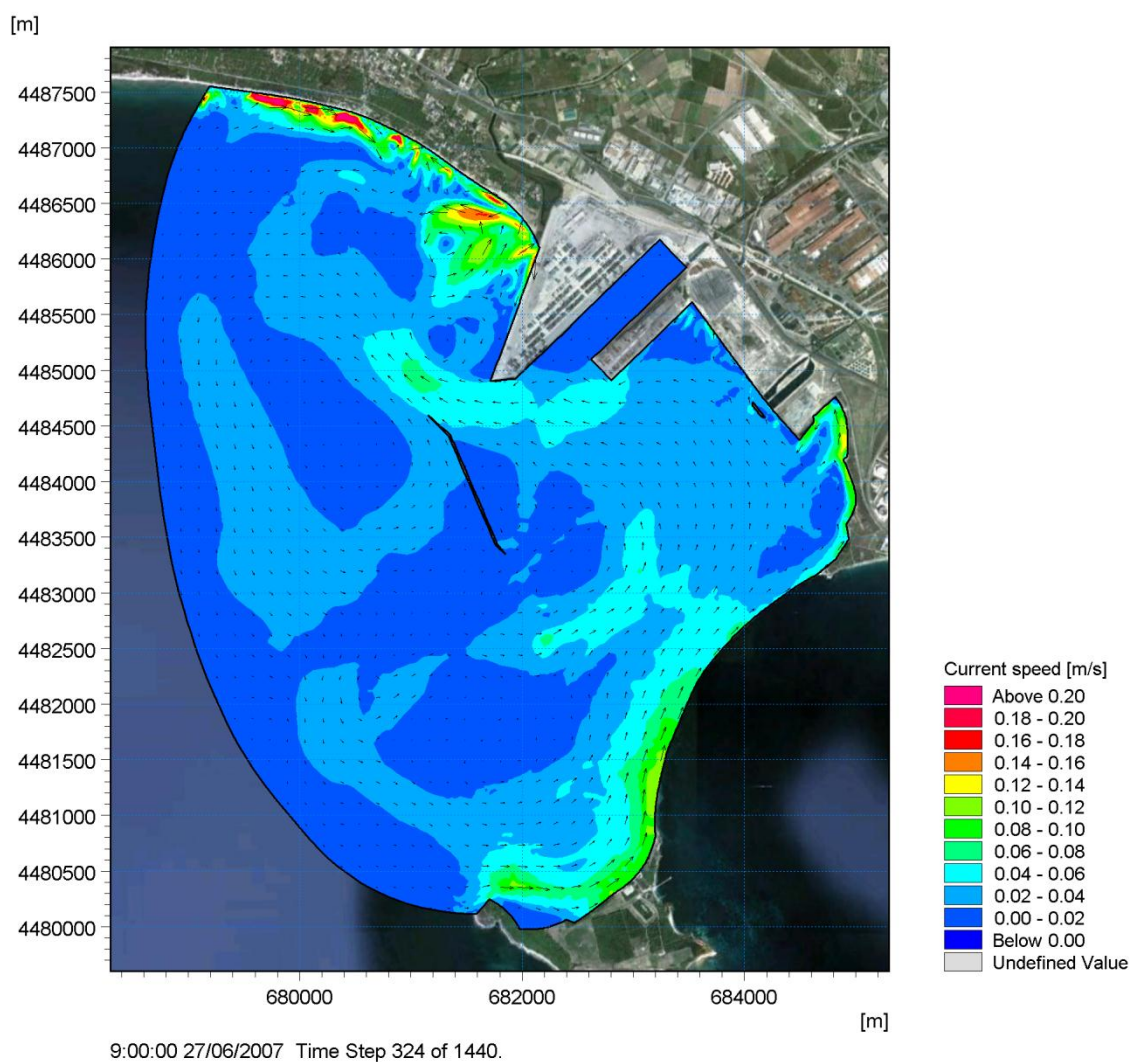 [m]
4487500
4487000
4486500
4486000
4485500
4485000
4484500
4484000
4483500
4483000
4482500
4482000
4481500
4481000
4480500
4480000
680000 682000 684000
[m]
Current speed [m/s]
Above 0.20
0.18 - 0.20
0.16 - 0.18
0.14 - 0.16
0.12 - 0.14
0.10 - 0.12
0.08 - 0.10
0.06 - 0.08
0.04 - 0.06
0.02 - 0.04
0.00 - 0.02
Below 0.00
Undefined Value
9:00:00 27/06/2007 Time Step 324 of 1440.